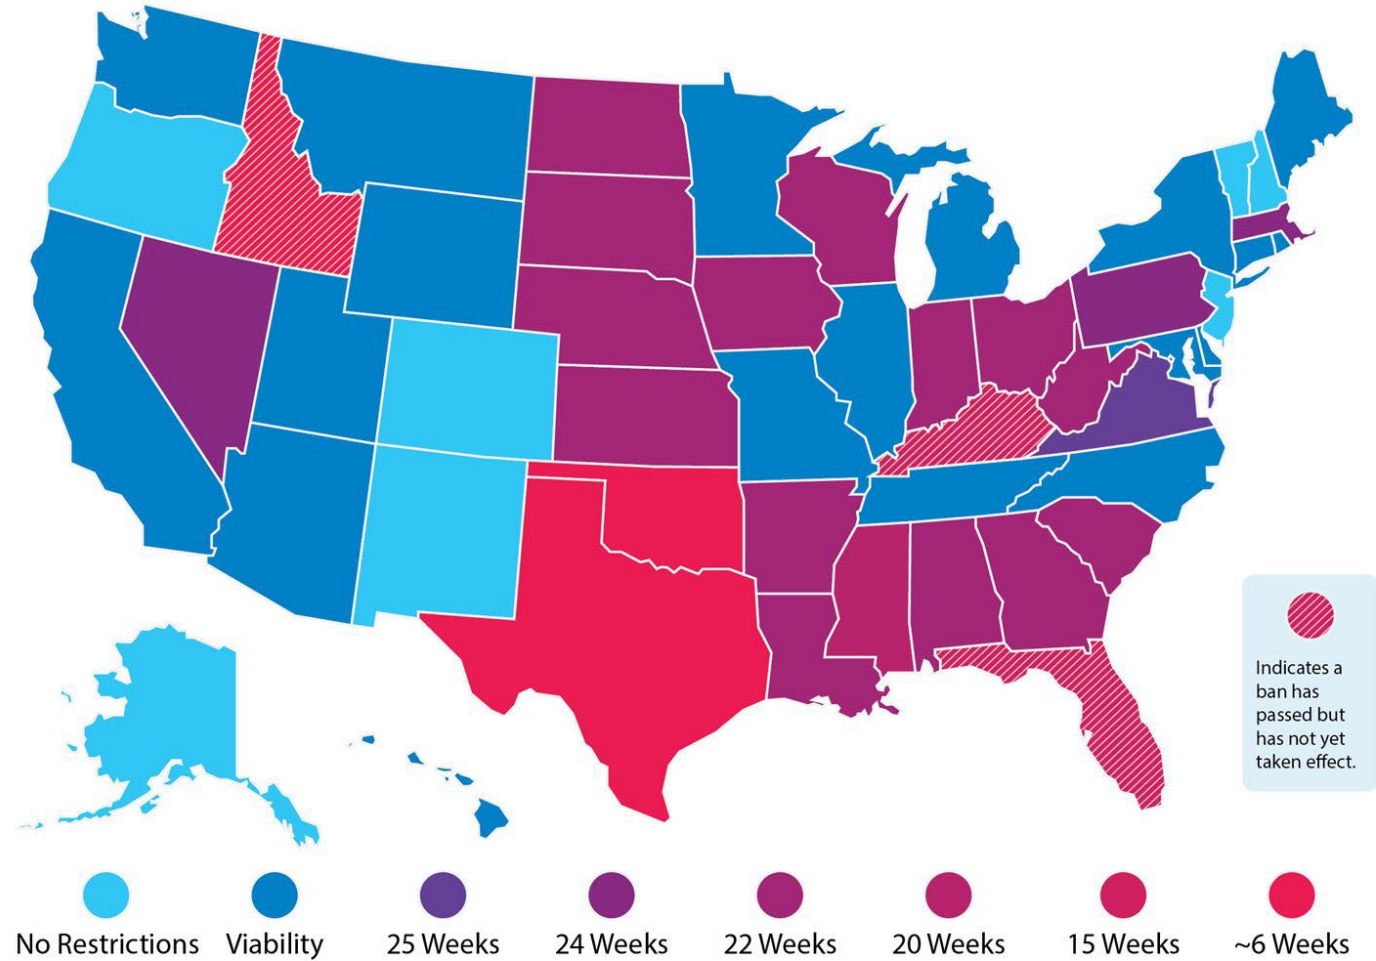 Indicates a
ban has
passed but
has not yet
taken effect.
No Restrictions
Viability
25 Weeks
24 Weeks
22 Weeks
20 Weeks
15 Weeks
~6 Weeks